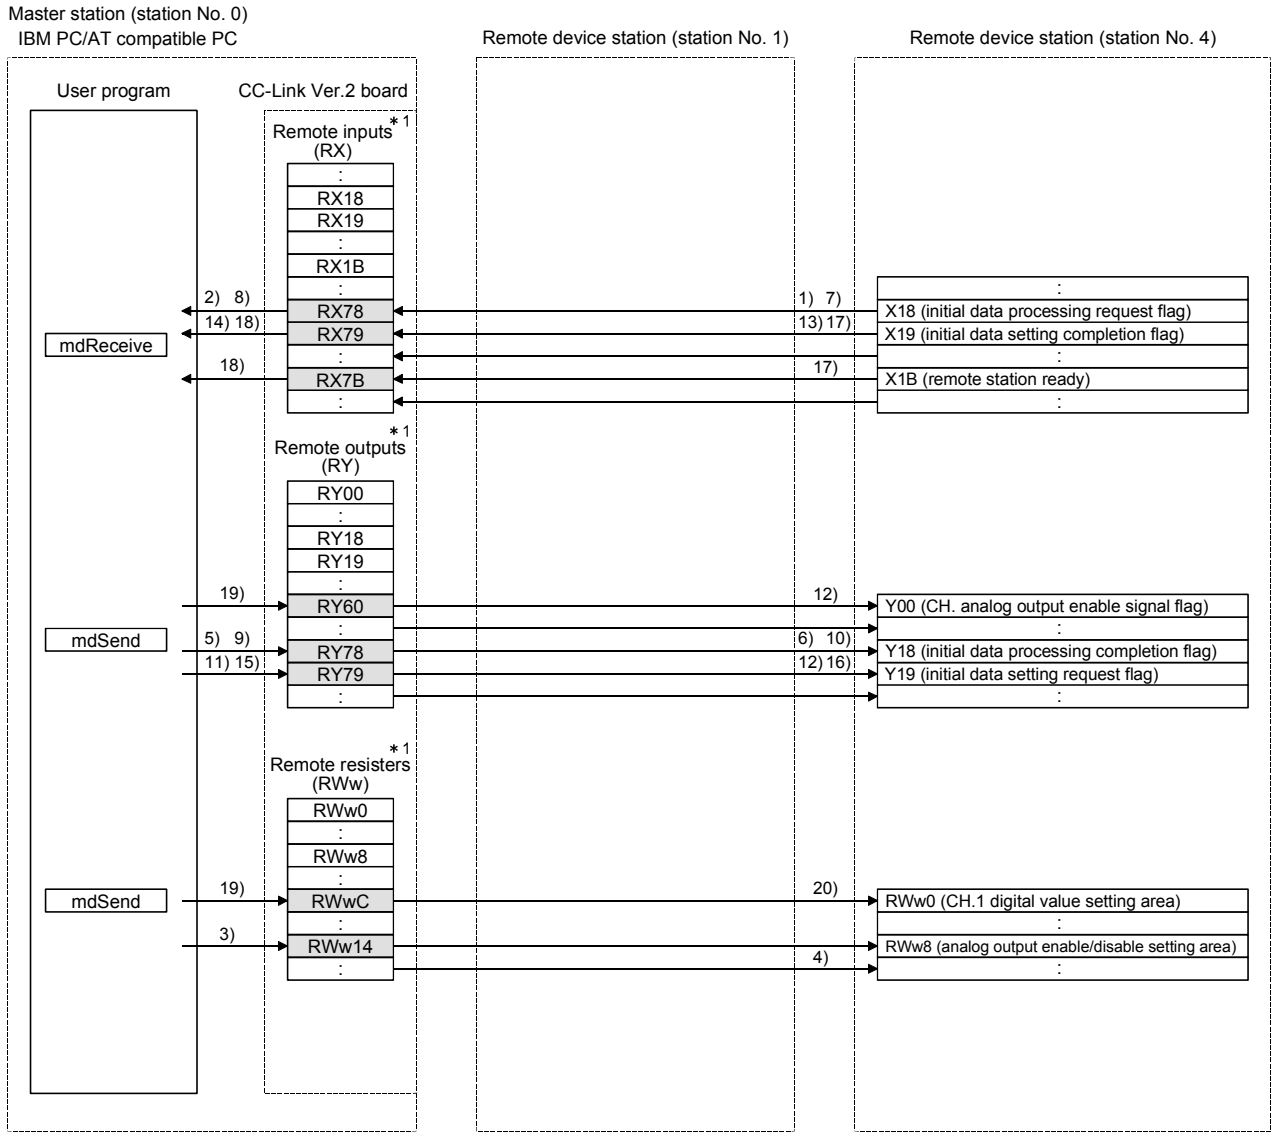 Master station (station No. 0)
IBM PC/AT compatible PC
Remote device station (station No. 1)
Remote device station (station No. 4)
User program
CC-Link Ver.2 board
*1
Remote inputs
(RX)
:
RX18
RX19
:
RX1B
:
2) 8)
RX78
1) 7)
:
X18 (initial data processing request flag)
14) 18)
RX79
13) 17)
X19 (initial data setting completion flag)
mdReceive
:
:
18)
RX7B
17)
X1B (remote station ready)
:
:
*1
Remote outputs
(RY)
RY00
:
RY18
RY19
:
19)
RY60
12)
Y00 (CH. analog output enable signal flag)
mdSend
:
:
5) 9)
RY78
6) 10)
Y18 (initial data processing completion flag)
11) 15)
RY79
12) 16)
Y19 (initial data setting request flag)
:
:
*1
Remote resisters
(RWw)
RWw0
:
RWw8
:
mdSend
19)
RWwC
20)
RWw0 (CH.1 digital value setting area)
:
:
3)
RWw14
RWw8 (analog output enable/disable setting area)
4)
:
: